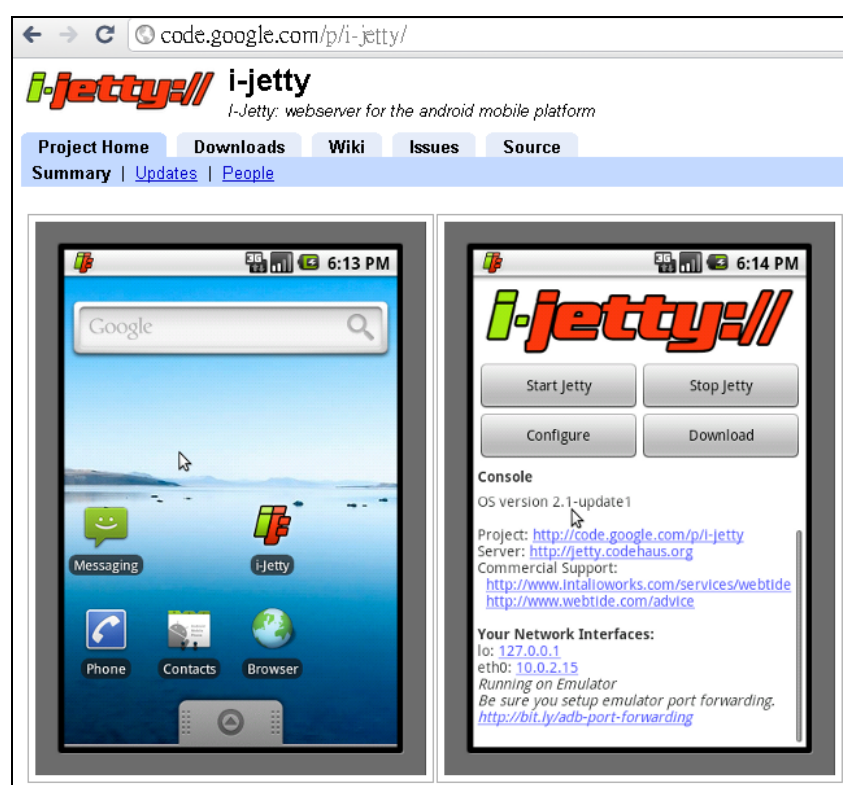 code.google.com/p/i-jetty/
i-jetty://
i-jetty
I-Jetty: webserver for the android mobile platform
Project Home Downloads Wiki Issues Source
Summary | Updates | People
3G 6:13 PM
Google
Messaging i-Jetty
Phone Contacts Browser
3G 6:14 PM
i-jetty://
Start Jetty Stop Jetty
Configure Download
Console
OS version 2.1-update1
Project: http://code.google.com/p/i-jetty
Server: http://jetty.codehaus.org
Commercial Support:
http://www.intalioworks.com/services/webtide
http://www.webtide.com/advice
Your Network Interfaces:
lo: 127.0.0.1
eth0: 10.0.2.15
Running on Emulator
Be sure you setup emulator port forwarding.
http://bit.ly/adb-port-forwarding